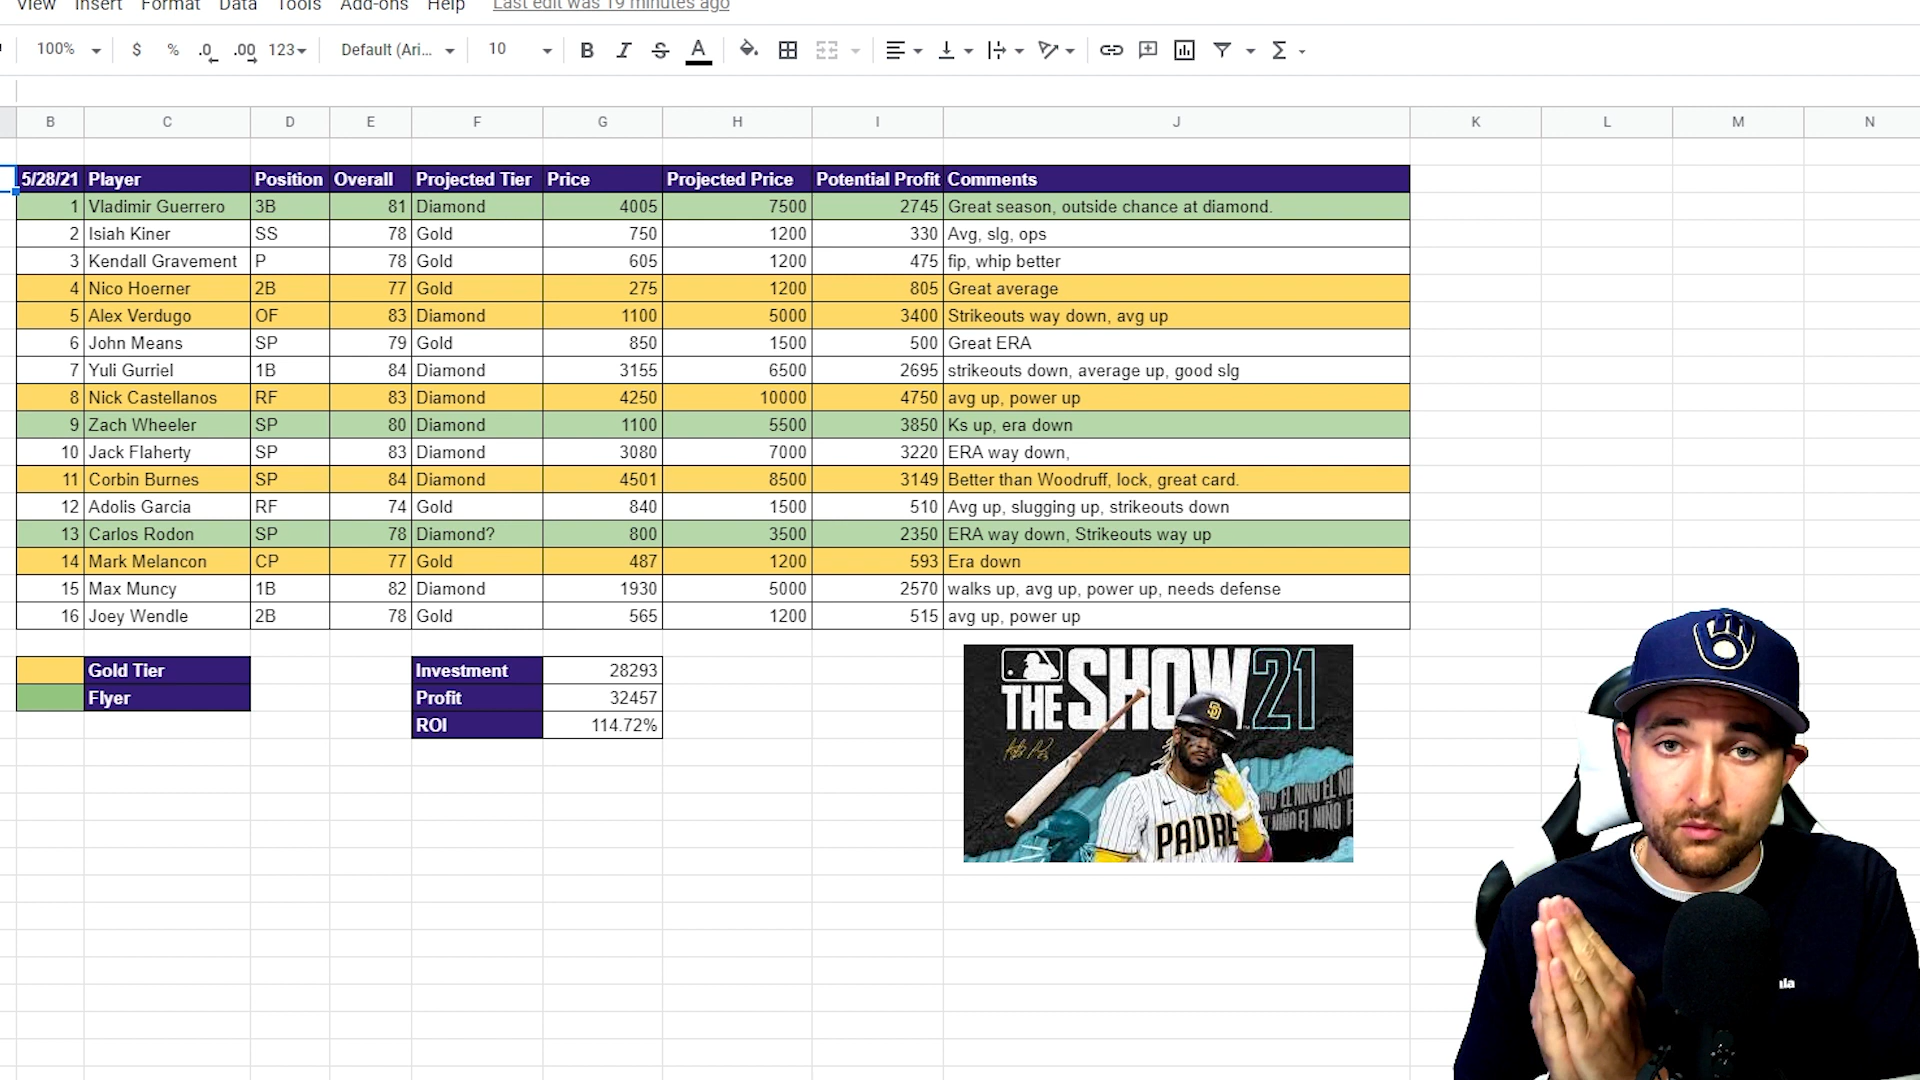 View Insert Format Data Tools Add-ons Help Last edit was 19 minutes ago
100% $ % .0 .00 123 Default (Ari... 10 B I S A
B C D E F G H I J K L M N
5/28/21 Player Position Overall Projected Tier Price Projected Price Potential Profit Comments
1 Vladimir Guerrero 3B 81 Diamond 4005 7500 2745 Great season, outside chance at diamond.
2 Isiah Kiner SS 78 Gold 750 1200 330 Avg, slg, ops
3 Kendall Gravement P 78 Gold 605 1200 475 fip, whip better
4 Nico Hoerner 2B 77 Gold 275 1200 805 Great average
5 Alex Verdugo OF 83 Diamond 1100 5000 3400 Strikeouts way down, avg up
6 John Means SP 79 Gold 850 1500 500 Great ERA
7 Yuli Gurriel 1B 84 Diamond 3155 6500 2695 strikeouts down, average up, good slg
8 Nick Castellanos RF 83 Diamond 4250 10000 4750 avg up, power up
9 Zach Wheeler SP 80 Diamond 1100 5500 3850 Ks up, era down
10 Jack Flaherty SP 83 Diamond 3080 7000 3220 ERA way down,
11 Corbin Burnes SP 84 Diamond 4501 8500 3149 Better than Woodruff, lock, great card.
12 Adolis Garcia RF 74 Gold 840 1500 510 Avg up, slugging up, strikeouts down
13 Carlos Rodon SP 78 Diamond? 800 3500 2350 ERA way down, Strikeouts way up
14 Mark Melancon CP 77 Gold 487 1200 593 Era down
15 Max Muncy 1B 82 Diamond 1930 5000 2570 walks up, avg up, power up, needs defense
16 Joey Wendle 2B 78 Gold 565 1200 515 avg up, power up
Gold Tier Investment 28293
Flyer Profit 32457
ROI 114.72%
THE SHOW 21
EL NIÑO EL NIÑO
PADRE